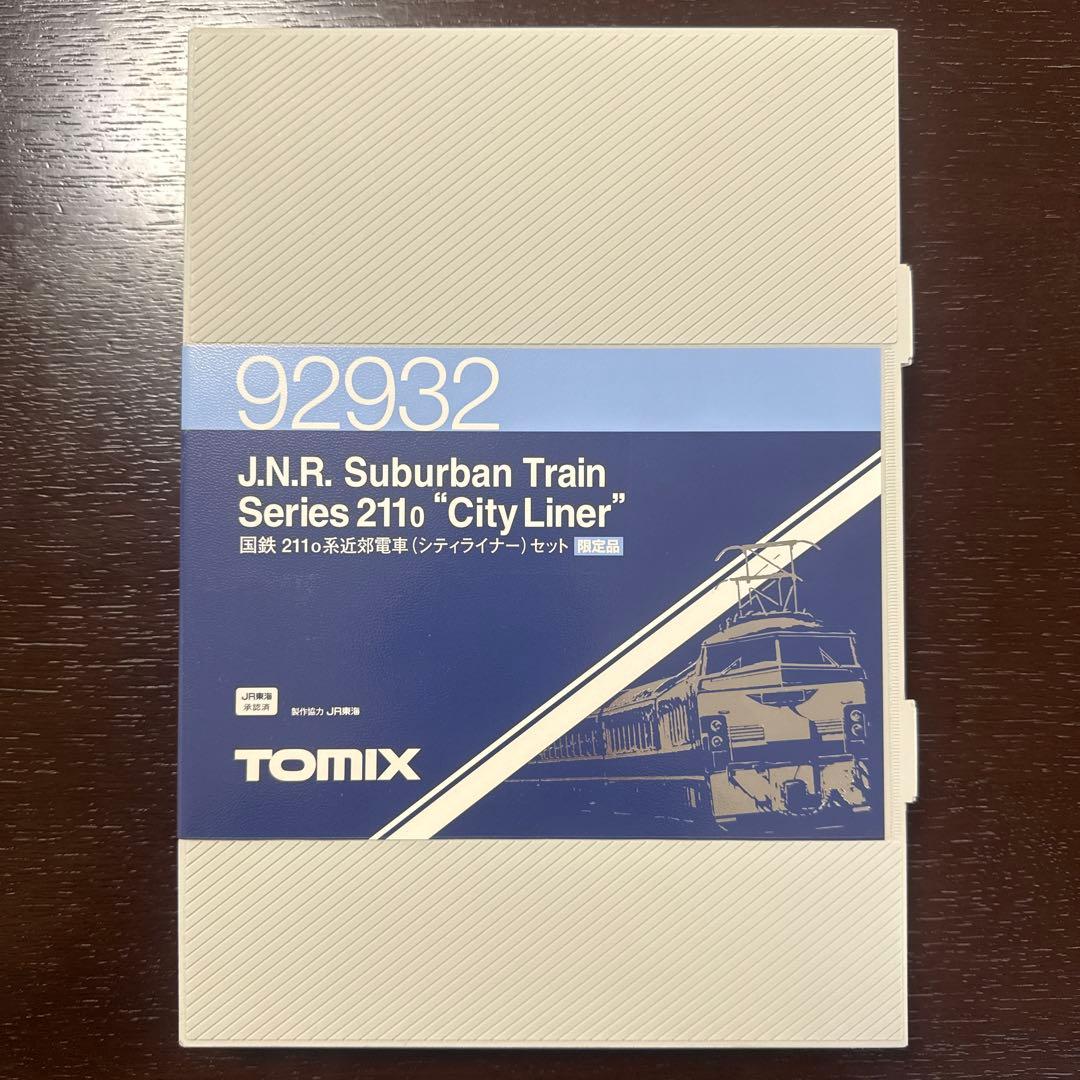 92932
J.N.R. Suburban Train
Series 2110 “City Liner”
国鉄 2110系近郊電車(シティライナー)セット 限定品
JR東海
承認済
製作協力 JR東海
TOMIX